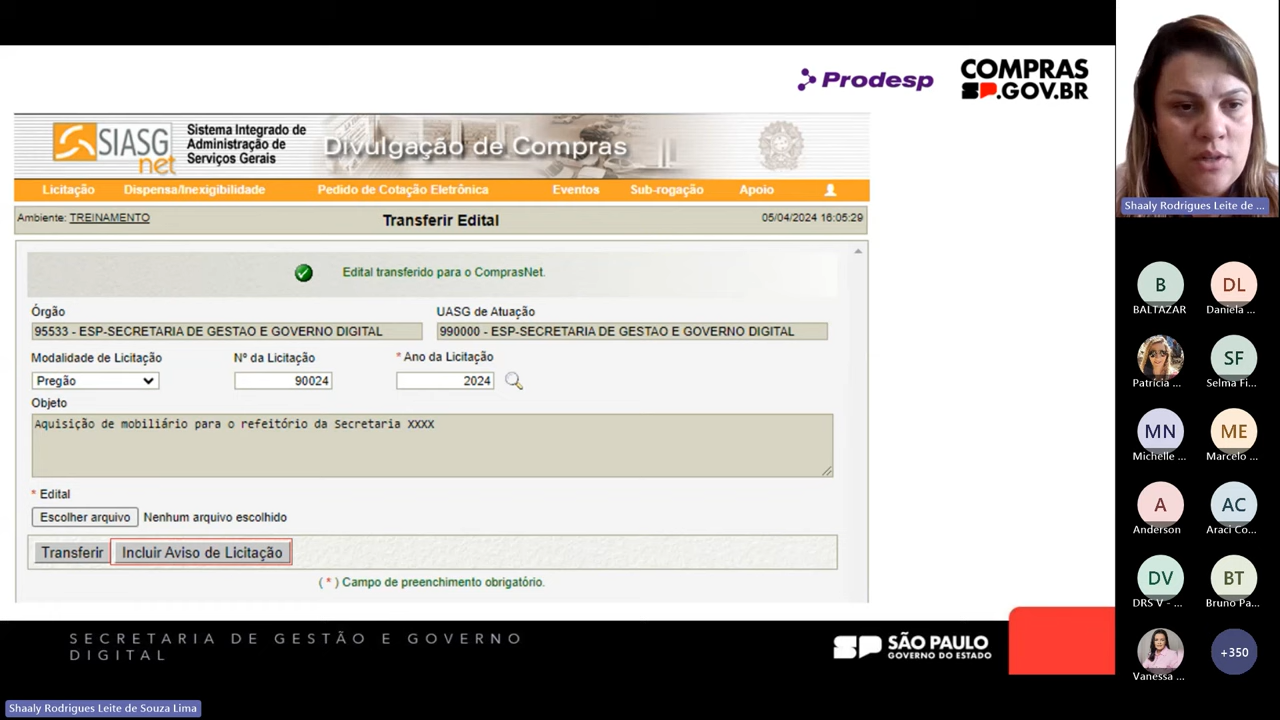 Prodesp
COMPRAS
SP.GOV.BR
SIASG
net
Sistema Integrado de
Administração de
Serviços Gerais
Divulgação de Compras
Licitação Dispensa/Inexigibilidade Pedido de Cotação Eletrônica Eventos Sub-rogação Apoio
Ambiente: TREINAMENTO Transferir Edital 05/04/2024 16:05:29
Edital transferido para o ComprasNet.
Órgão UASG de Atuação
95533 - ESP-SECRETARIA DE GESTAO E GOVERNO DIGITAL 990000 - ESP-SECRETARIA DE GESTAO E GOVERNO DIGITAL
Modalidade de Licitação Nº da Licitação * Ano da Licitação
Pregão 90024 2024
Objeto
Aquisição de mobiliário para o refeitório da Secretaria XXXX
* Edital
Escolher arquivo Nenhum arquivo escolhido
Transferir Incluir Aviso de Licitação
( * ) Campo de preenchimento obrigatório.
SECRETARIA DE GESTÃO E GOVERNO
DIGITAL
SP SÃO PAULO
GOVERNO DO ESTADO
Shaaly Rodrigues Leite de Souza Lima
Shaaly Rodrigues Leite de ...
B DL
BALTAZAR Daniela ...
SF
Patrícia ... Selma Fi...
MN ME
Michelle ... Marcelo ...
A AC
Anderson Araci Co...
DV BT
DRS V - ... Bruno Pa...
+350
Vanessa ...